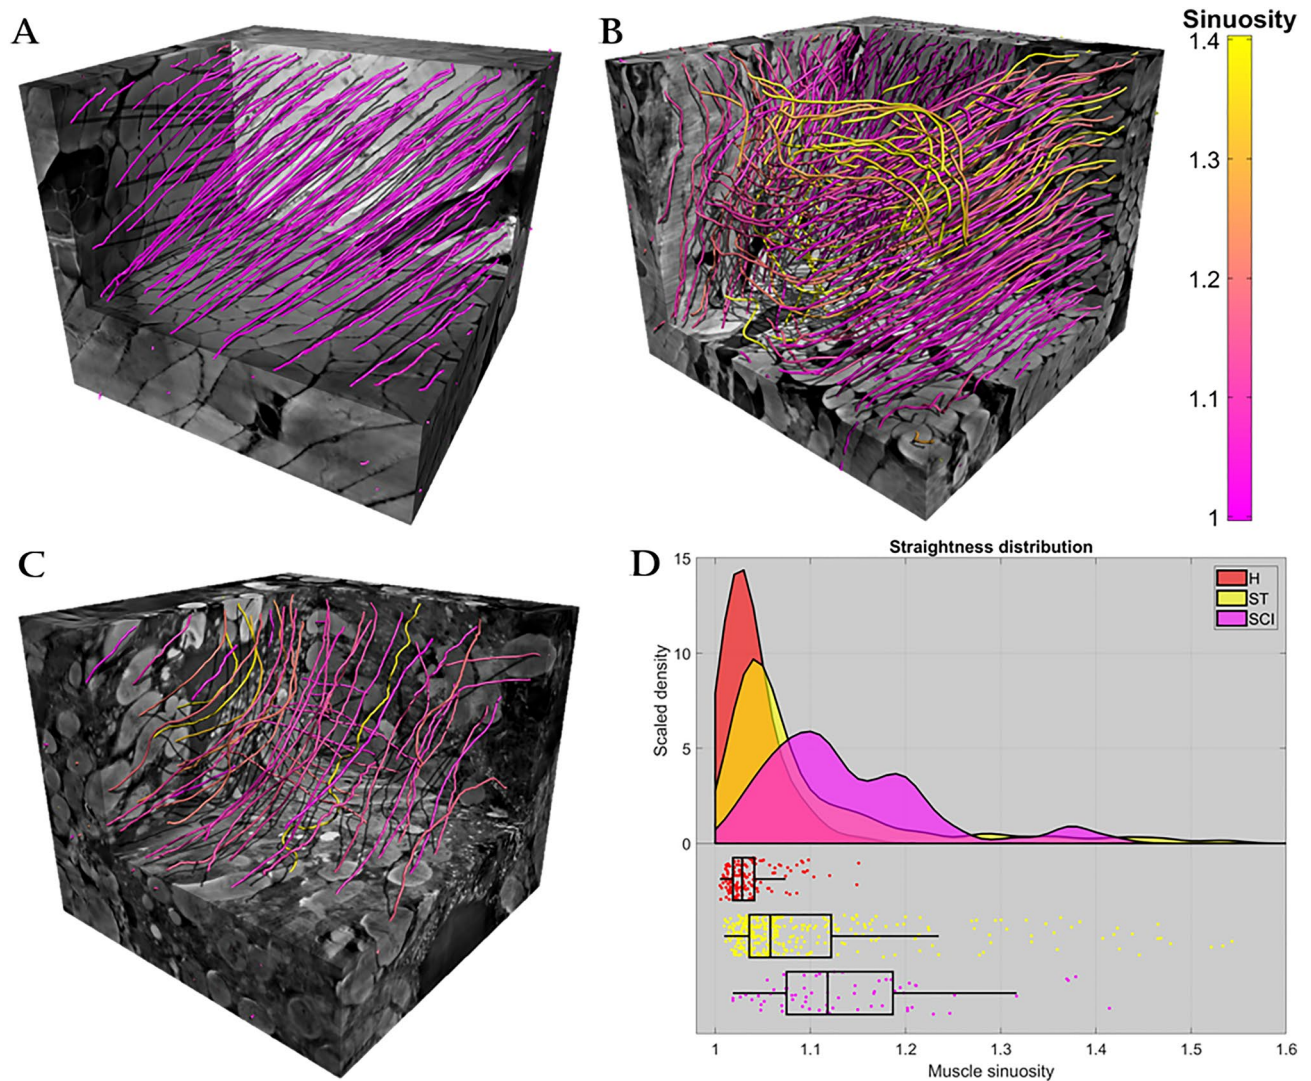 A
B
Sinuosity
1.4
1.3
1.2
1.1
1
C
D
Straightness distribution
15
10
5
0
Scaled density
H
ST
SCI
1
1.1
1.2
1.3
1.4
1.5
1.6
Muscle sinuosity